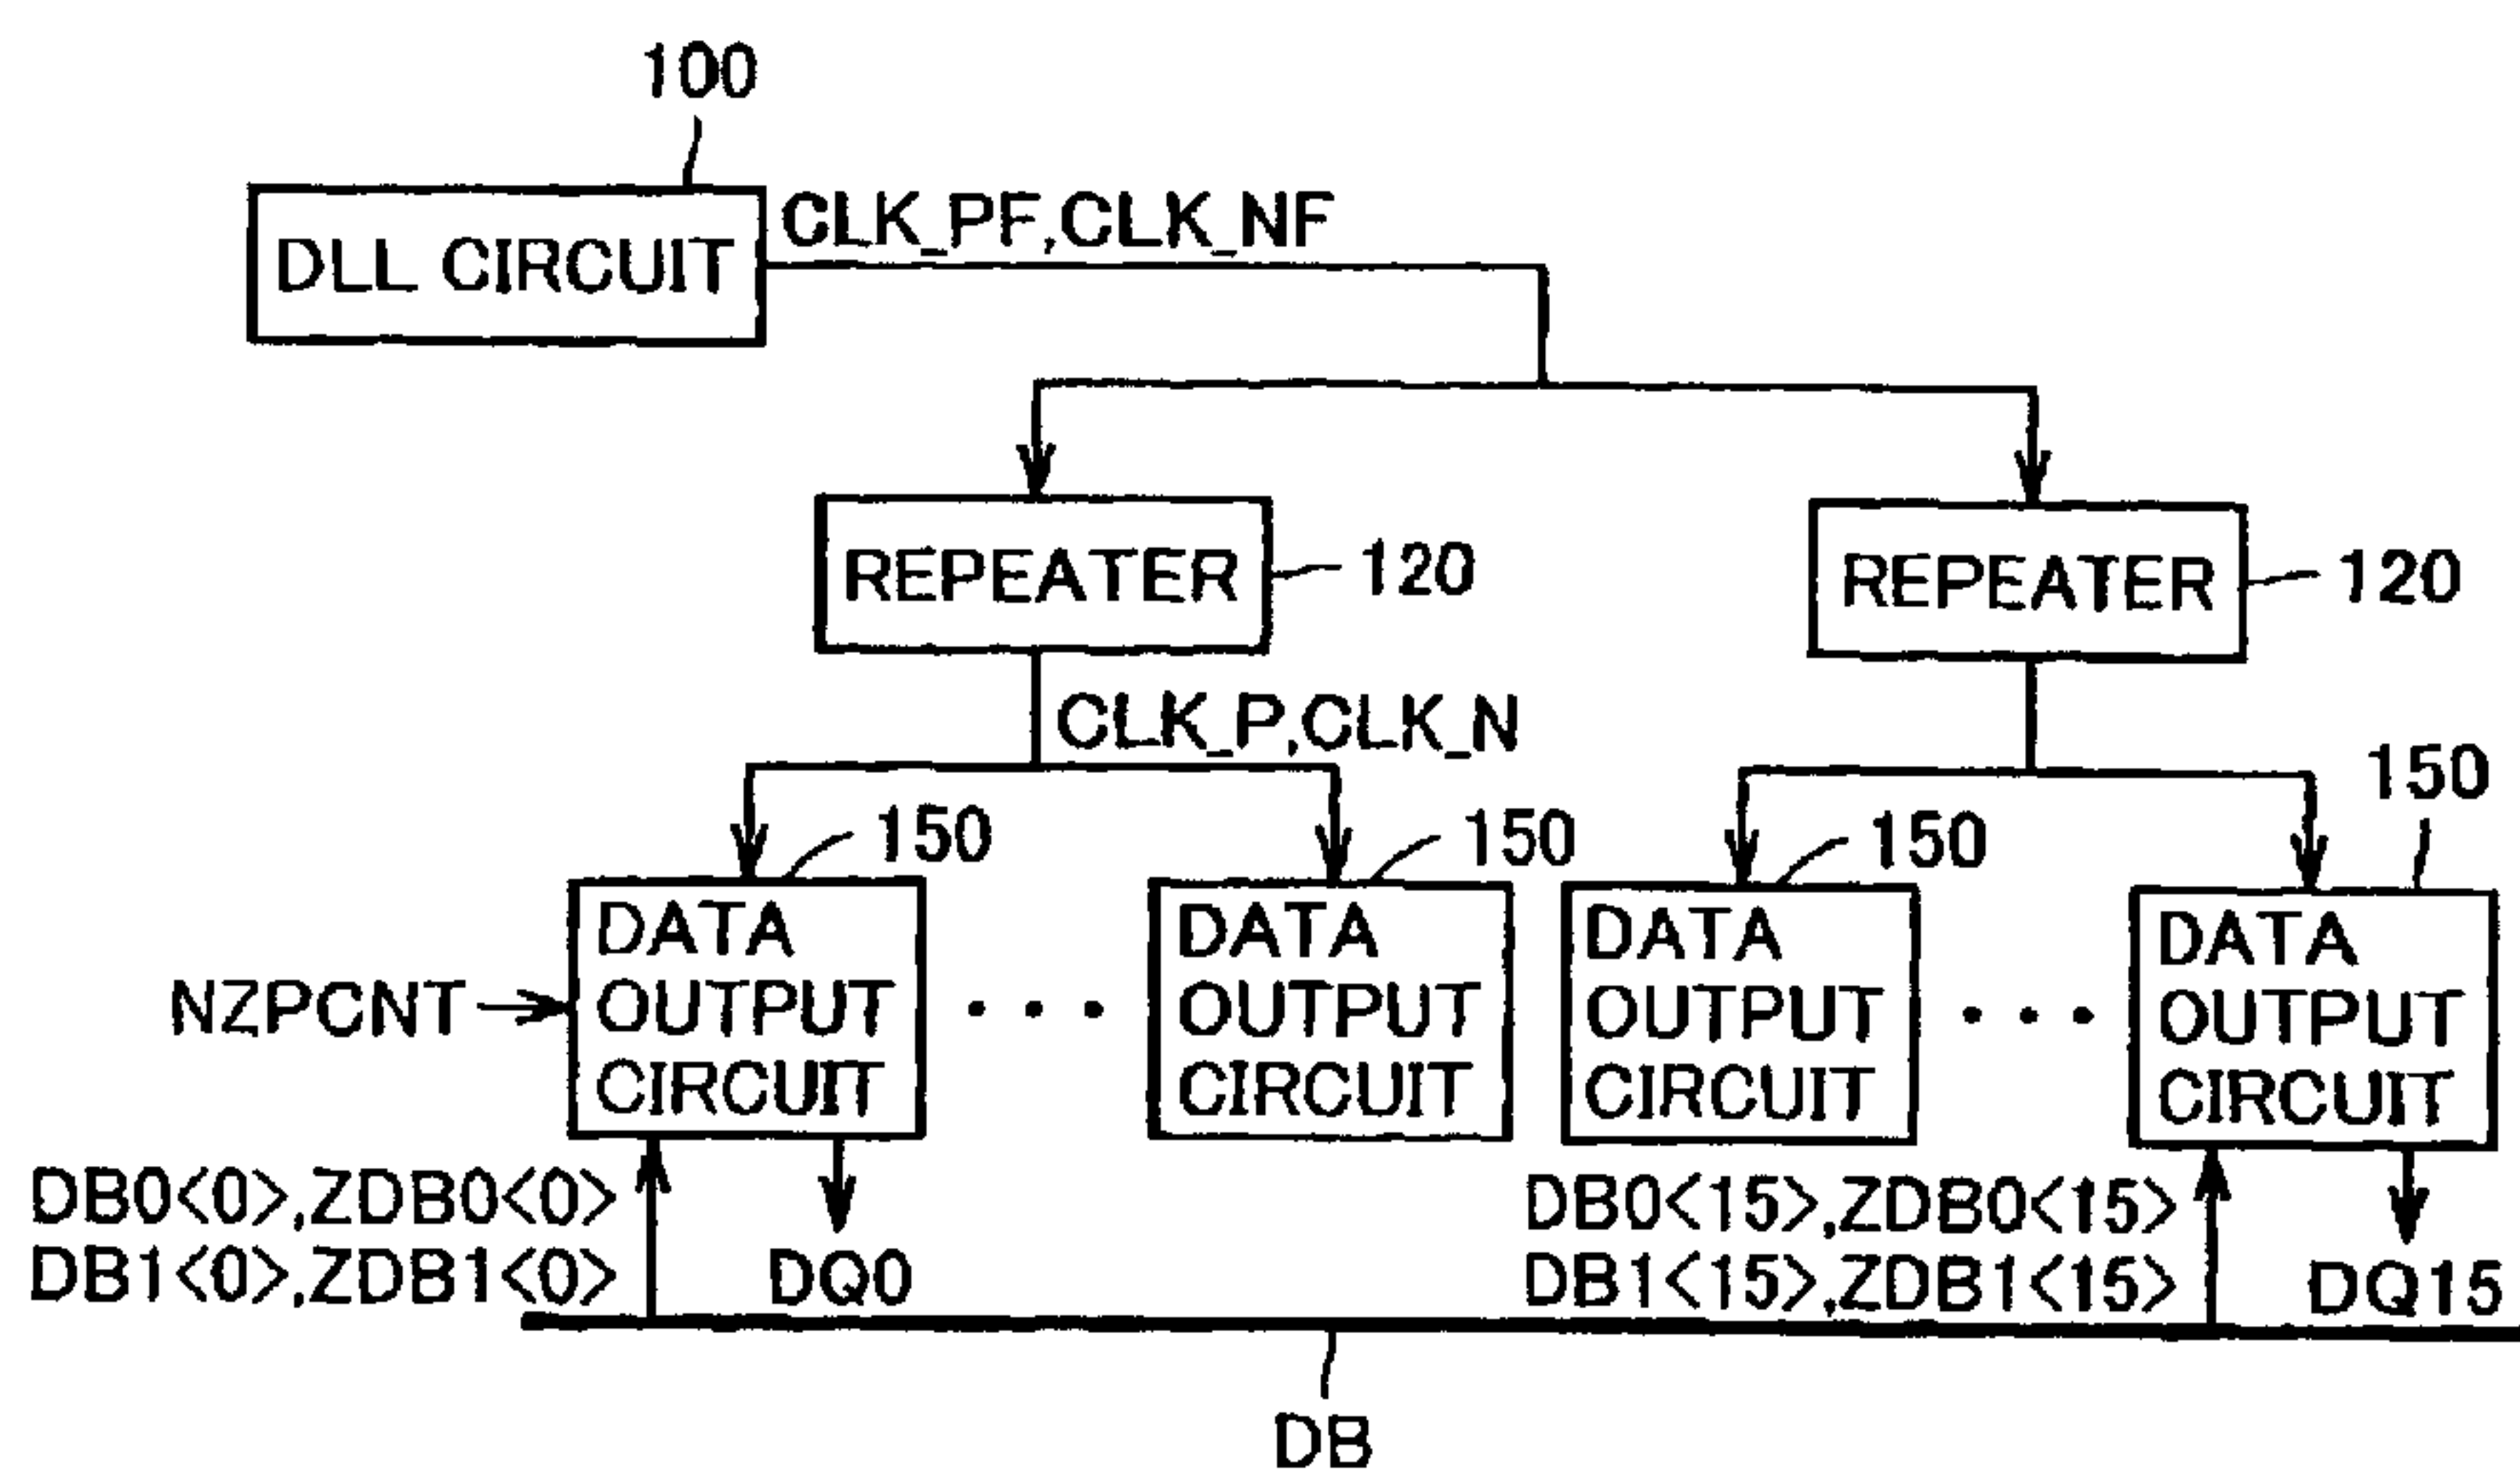 100
DLL CIRCUIT
CLK_PF,CLK_NF
REPEATER
120
REPEATER
120
CLK_P,CLK_N
150
150
150
150
DATA
OUTPUT
CIRCUIT
DATA
OUTPUT
CIRCUIT
DATA
OUTPUT
CIRCUIT
DATA
OUTPUT
CIRCUIT
NZPCNT
DB0<0>,ZDB0<0>
DB1<0>,ZDB1<0>
DQ0
DB0<15>,ZDB0<15>
DB1<15>,ZDB1<15>
DQ15
DB